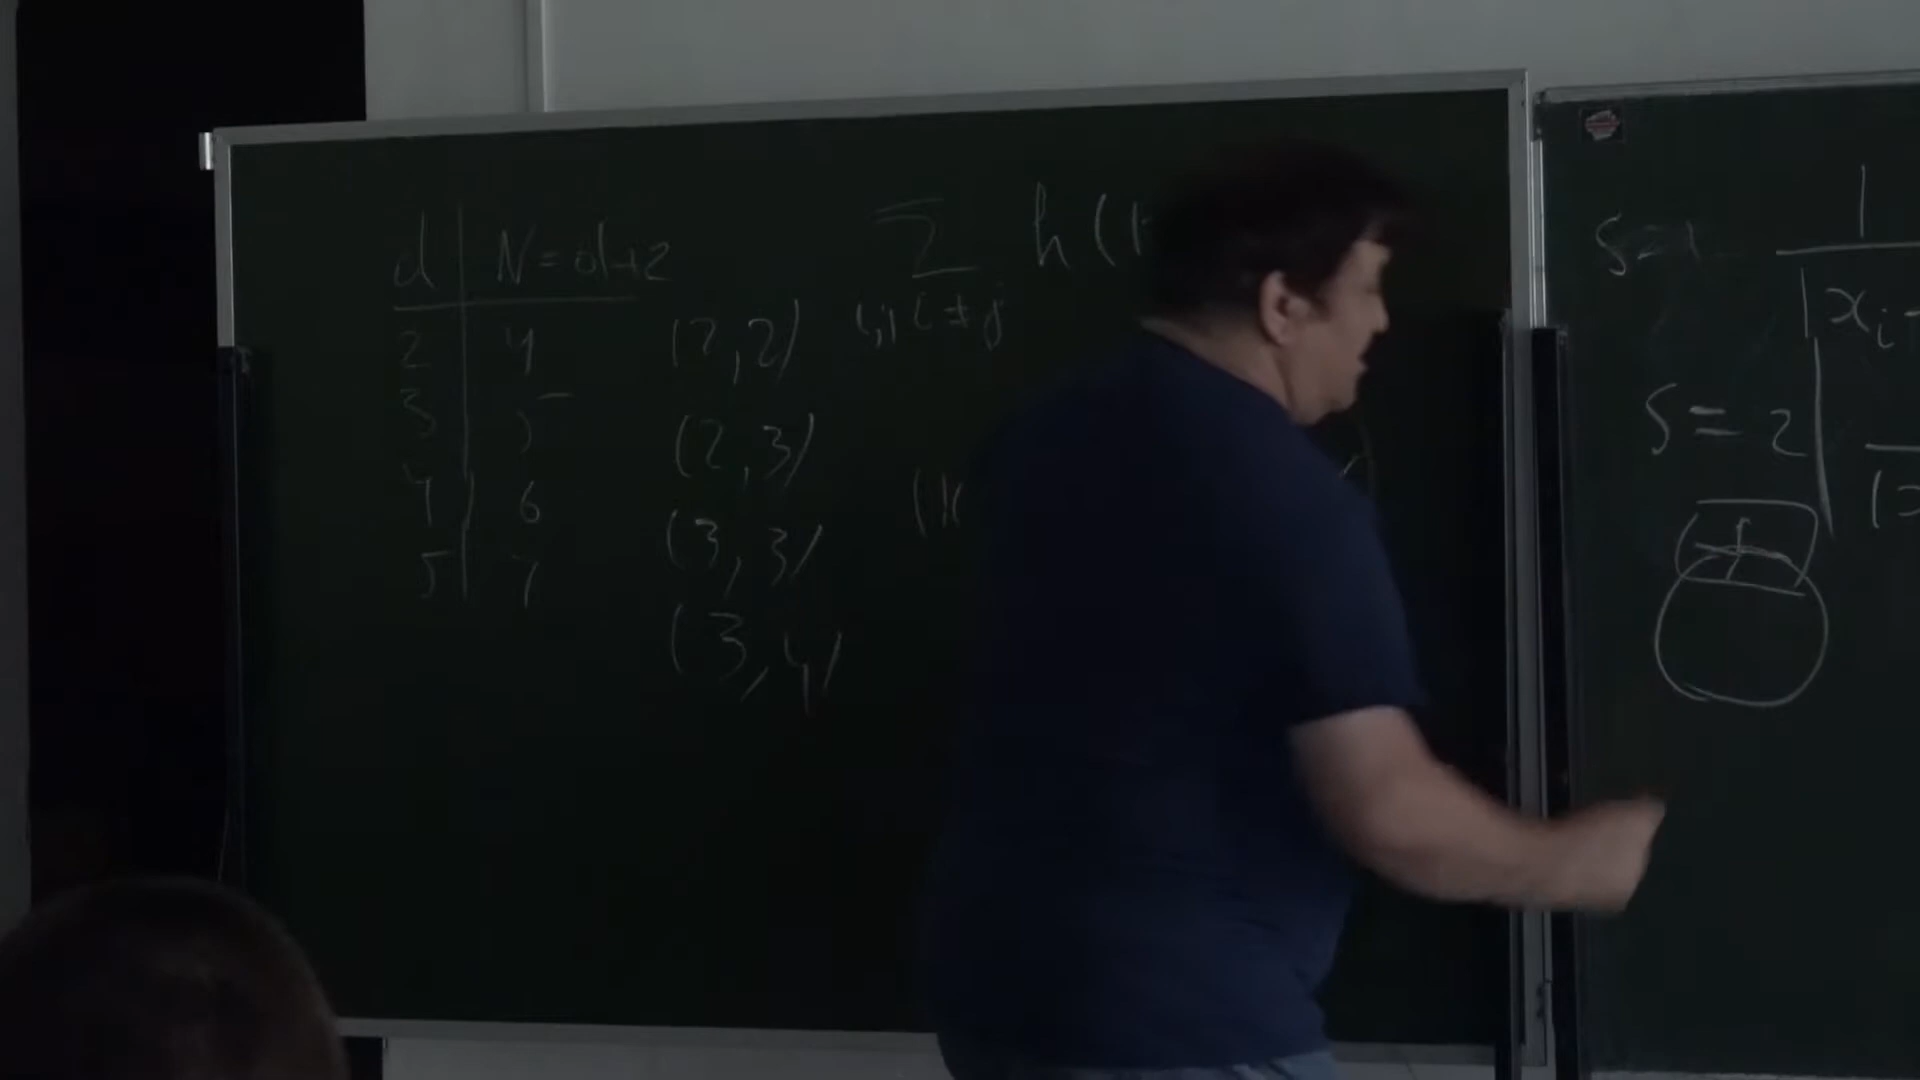 d | N = d+2
2 | 4
3 | 5
4 | 6
5 | 7
(2,2)
(2,3)
(3,3)
(3,4)
∑ h(
i,j i≠j
S=1
1
|x_i-
S=2